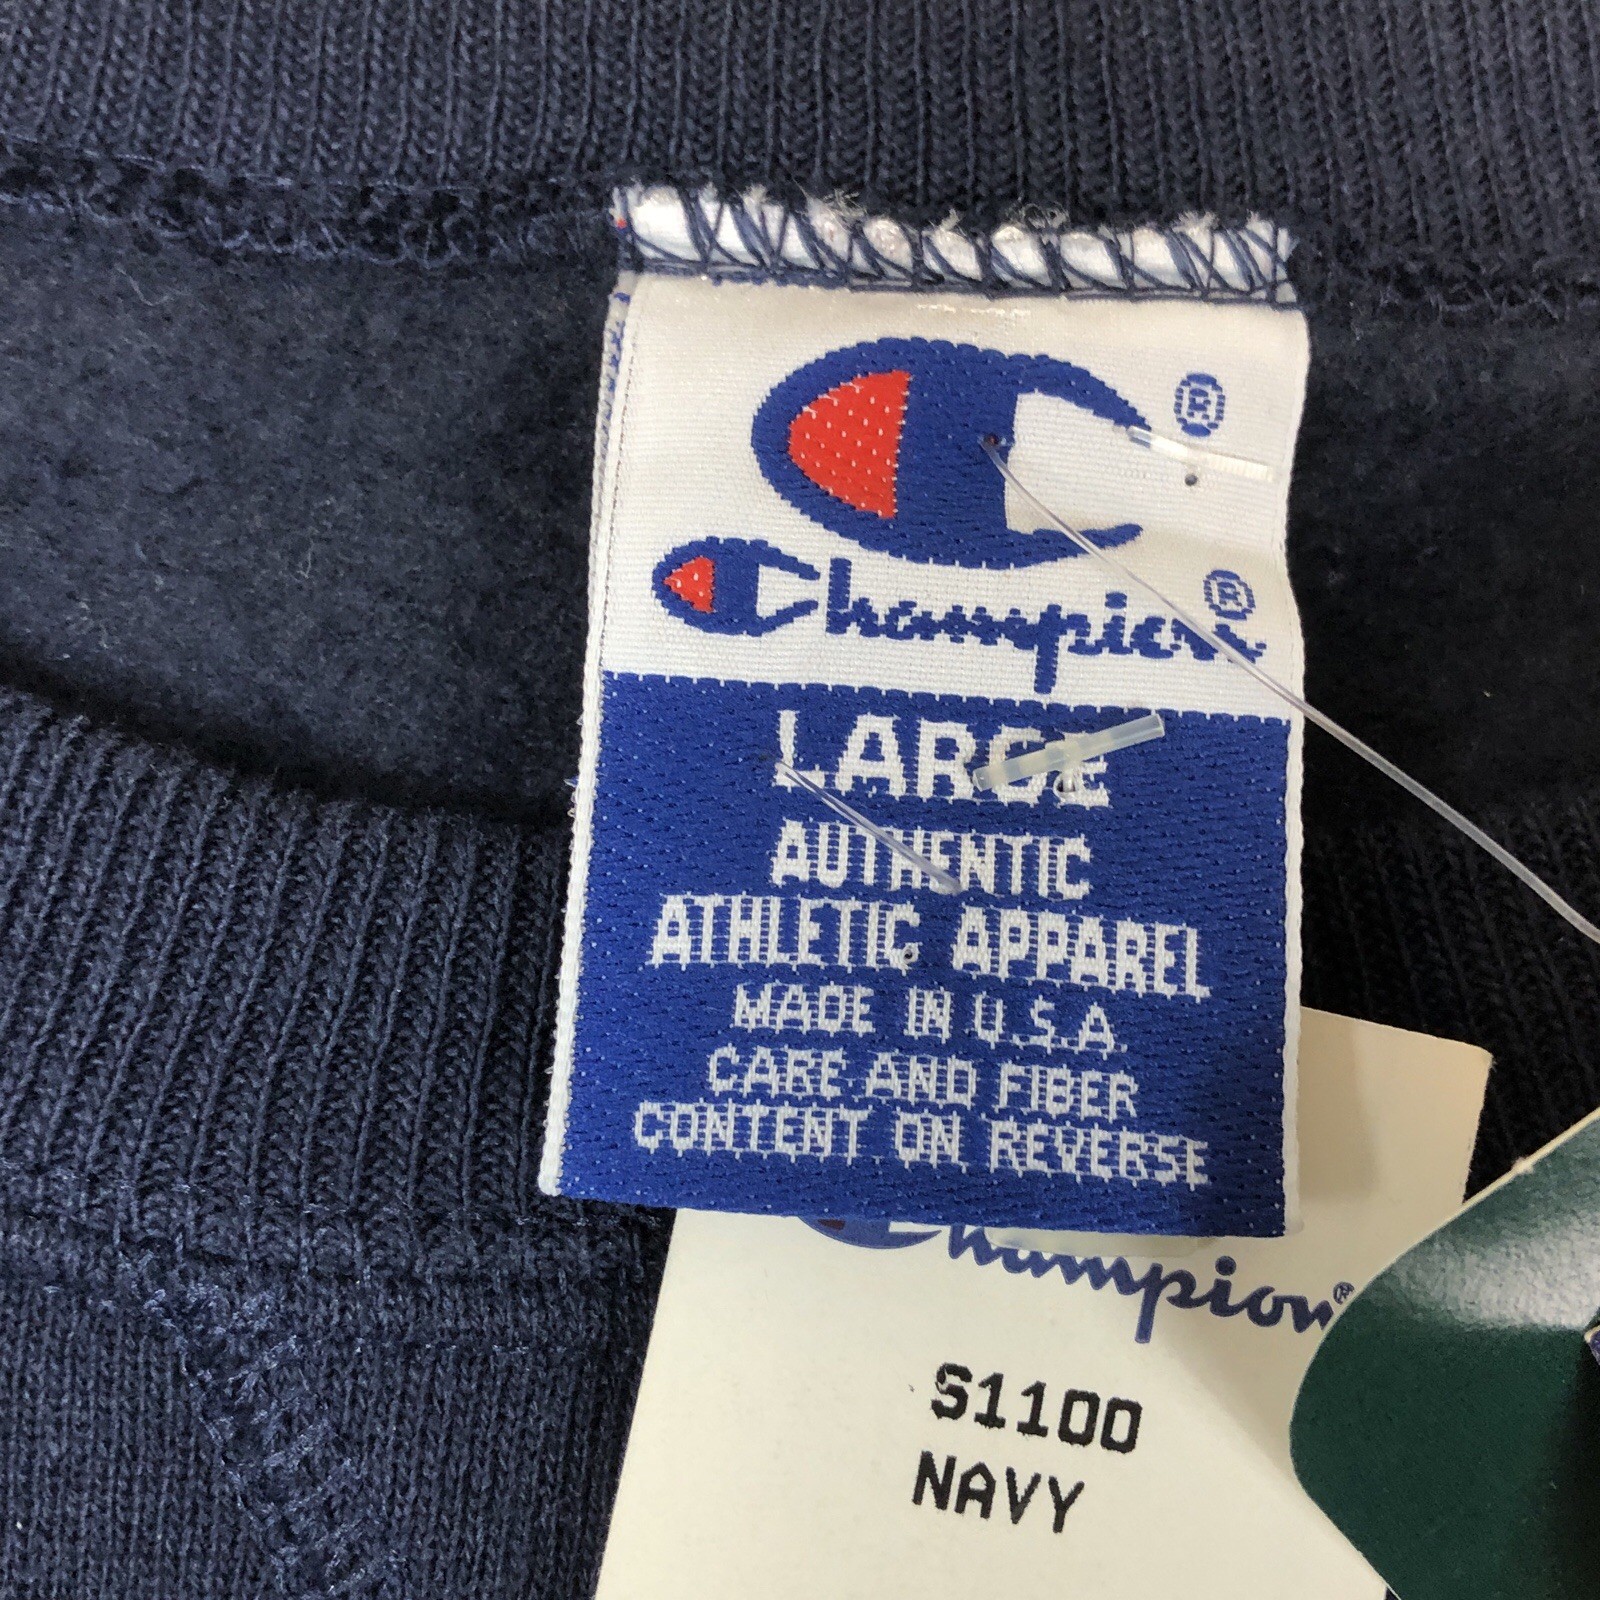 ®
Champion®
LARGE
AUTHENTIC
ATHLETIC APPAREL
MADE IN U.S.A.
CARE AND FIBER
CONTENT ON REVERSE
Champion®
S1100
NAVY